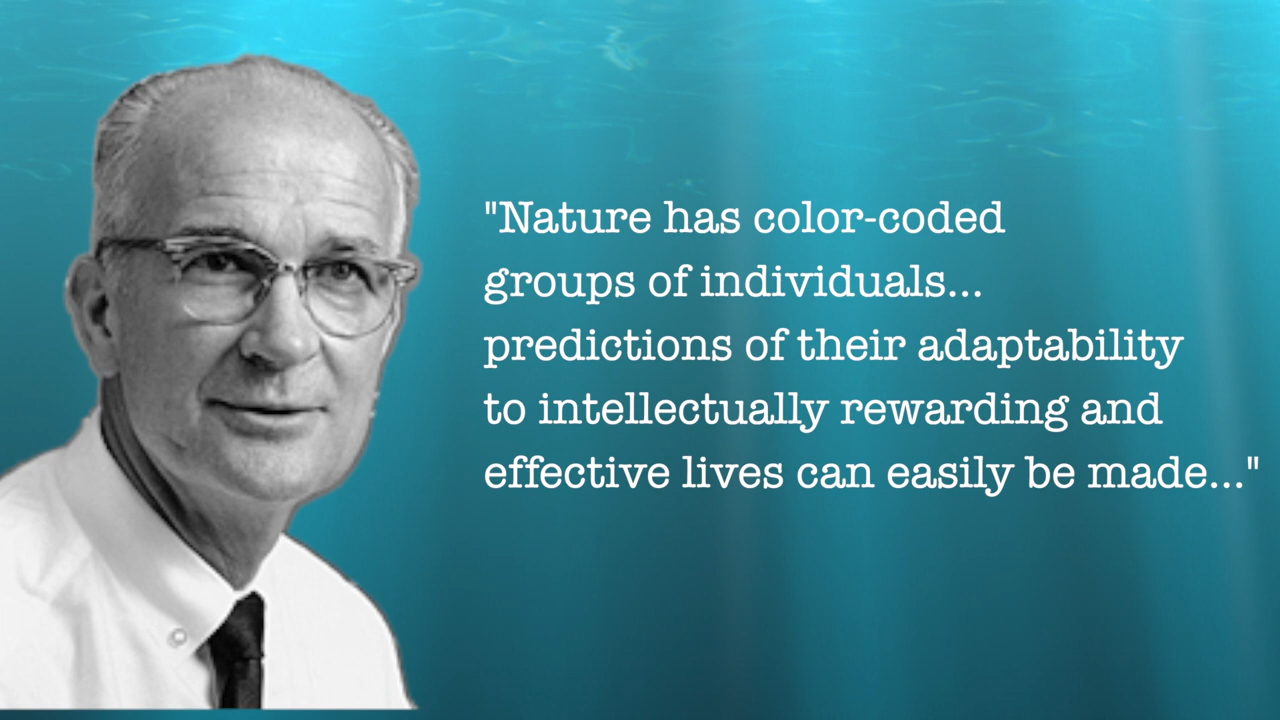 "Nature has color-coded
groups of individuals...
predictions of their adaptability
to intellectually rewarding and
effective lives can easily be made..."